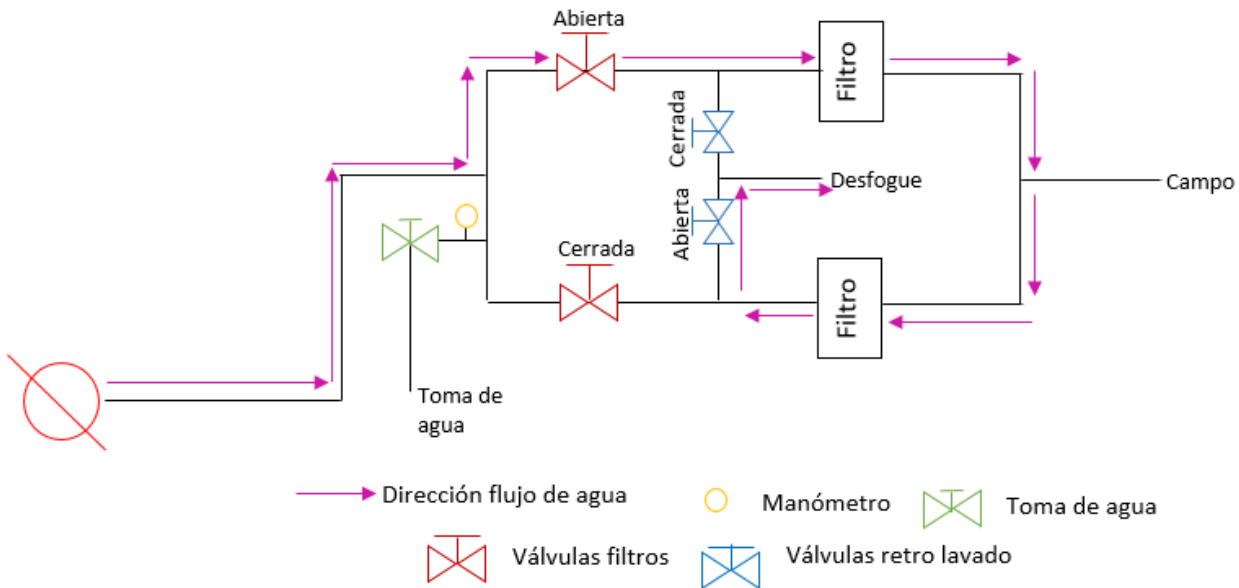 Abierta
Filtro
Cerrada
Desfogue
Campo
Abierta
Cerrada
Filtro
Toma de
agua
Dirección flujo de agua
Manómetro
Toma de agua
Válvulas filtros
Válvulas retro lavado